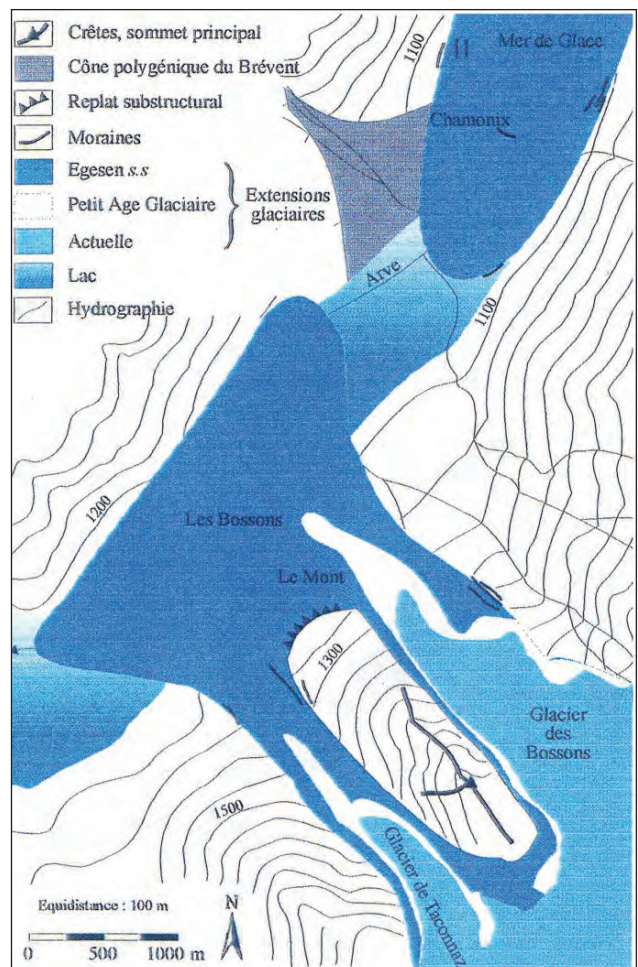 Crêtes, sommet principal
Cône polygénique du Brévent
Replat substructural
Moraines
Egesen s.s
Petit Age Glaciaire
Actuelle
Extensions
glaciaires
Lac
Hydrographie
1100
Mer de Glace
Chamonix
Arve
1100
1200
Les Bossons
Le Mont
1300
Glacier
des
Bossons
1500
Glacier de Taconnaz
Equidistance : 100 m
N
0 500 1000 m